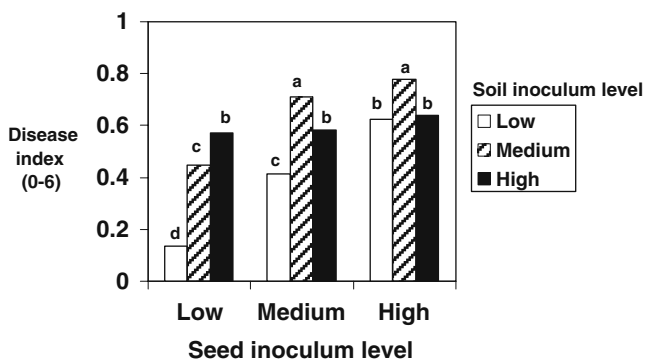 1
0.8
0.6
0.4
0.2
0
Disease
index
(0-6)
d
c
b
c
a
b
b
a
b
Low
Medium
High
Seed inoculum level
Soil inoculum level
Low
Medium
High